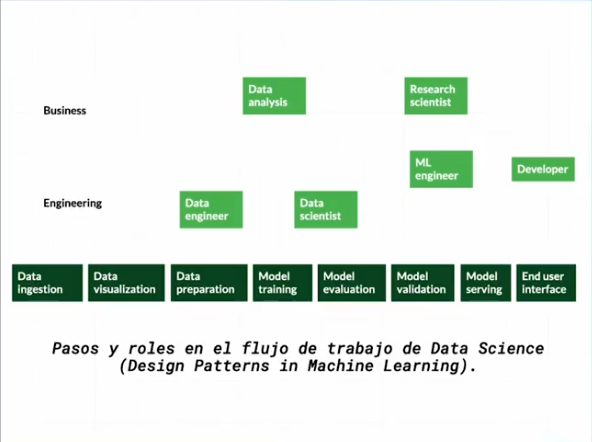 Data
analysis
Research
scientist
Business
ML
engineer
Developer
Engineering
Data
engineer
Data
scientist
Data
ingestion
Data
visualization
Data
preparation
Model
training
Model
evaluation
Model
validation
Model
serving
End user
interface
Pasos y roles en el flujo de trabajo de Data Science
(Design Patterns in Machine Learning).